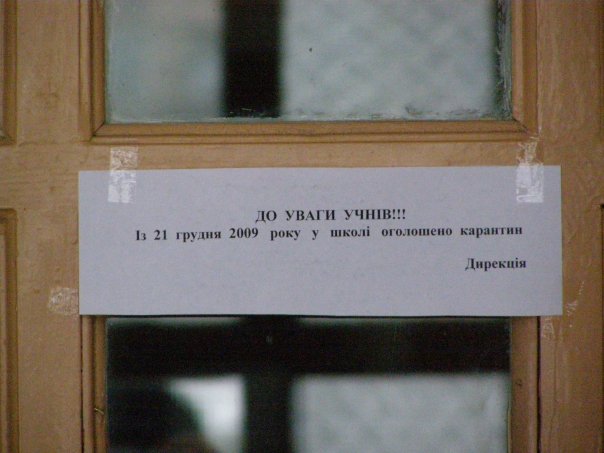 ДО УВАГИ УЧНІВ!!!
Із 21 грудня 2009 року у школі оголошено карантин
Дирекція